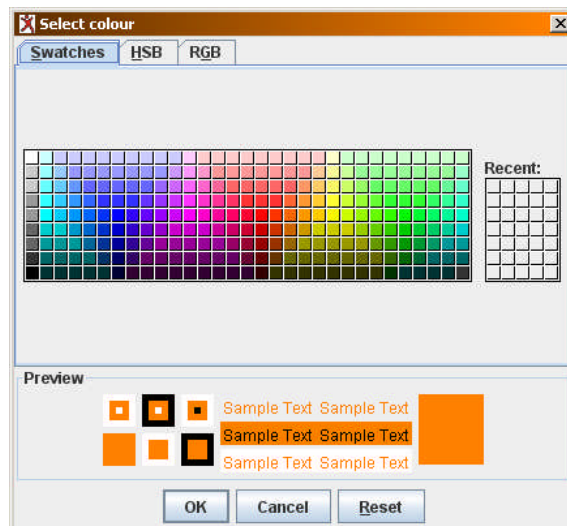 Select colour
Swatches HSB RGB
Recent:
Preview
Sample Text Sample Text
Sample Text Sample Text
Sample Text Sample Text
OK Cancel Reset